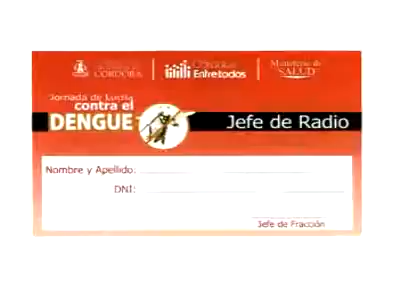 CÓRDOBA
Córdoba
Entretodos
Ministerio de
SALUD
Jornada de lucha
contra el
DENGUE
Jefe de Radio
Nombre y Apellido:
DNI:
Jefe de Fracción